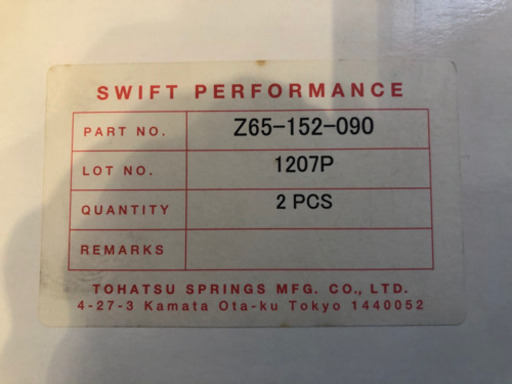 SWIFT PERFORMANCE
PART NO. Z65-152-090
LOT NO. 1207P
QUANTITY 2 PCS
REMARKS
TOHATSU SPRINGS MFG. CO., LTD.
4-27-3 Kamata Ota-ku Tokyo 1440052